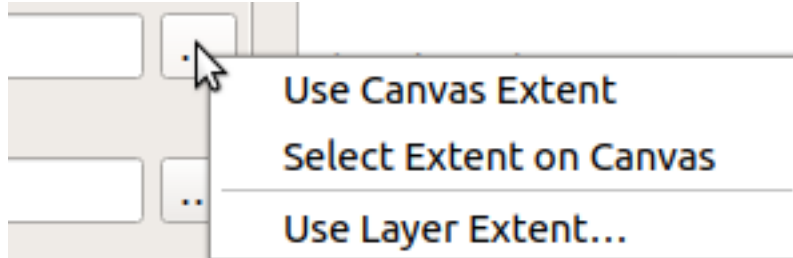 Use Canvas Extent
Select Extent on Canvas
Use Layer Extent…